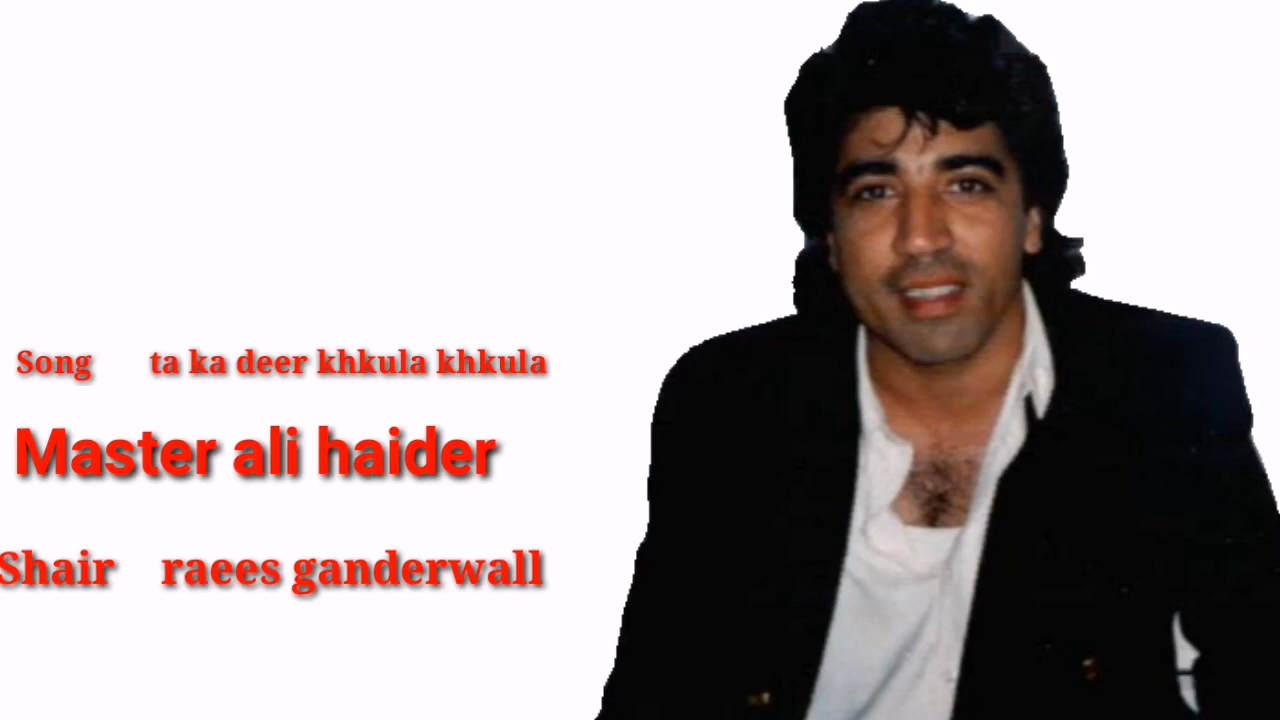 Song ta ka deer khkula khkula
Master ali haider
Shair raees ganderwall